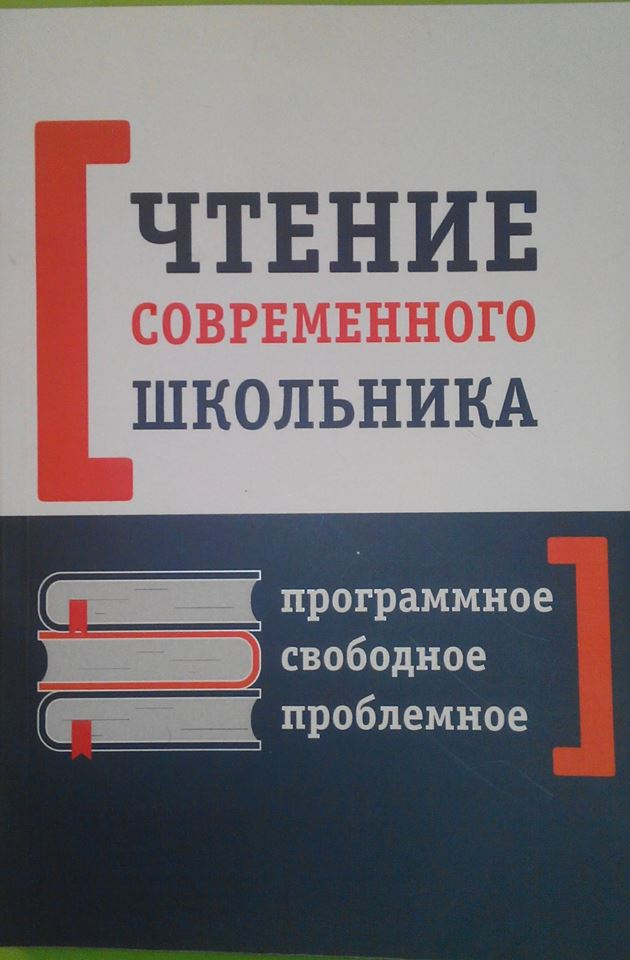 ЧТЕНИЕ
СОВРЕМЕННОГО
ШКОЛЬНИКА
программное
свободное
проблемное